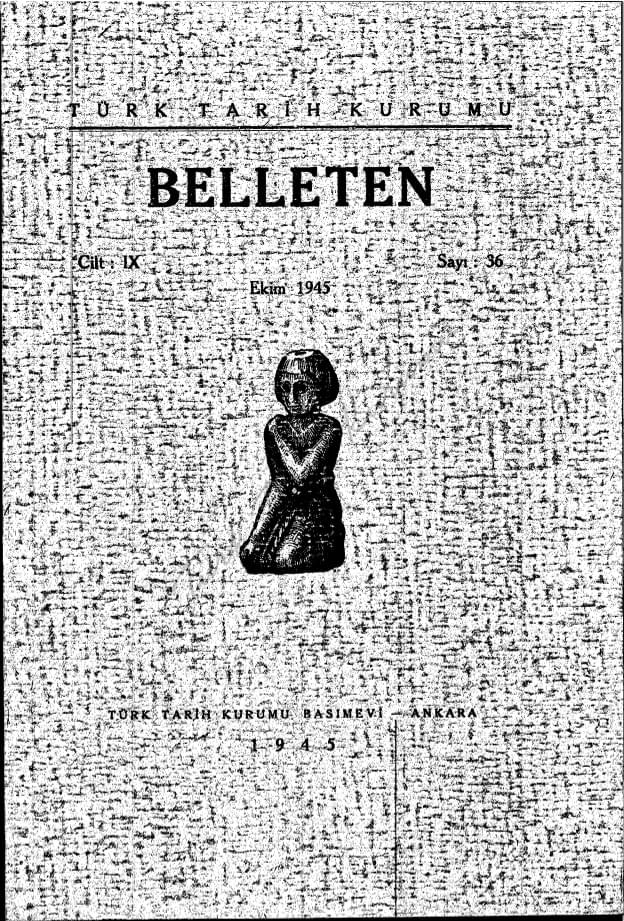 TÜRK TARİH KURUMU
BELLETEN
Cilt : IX Sayı : 36
Ekim 1945
TÜRK TARİH KURUMU BASIMEVİ — ANKARA
1945